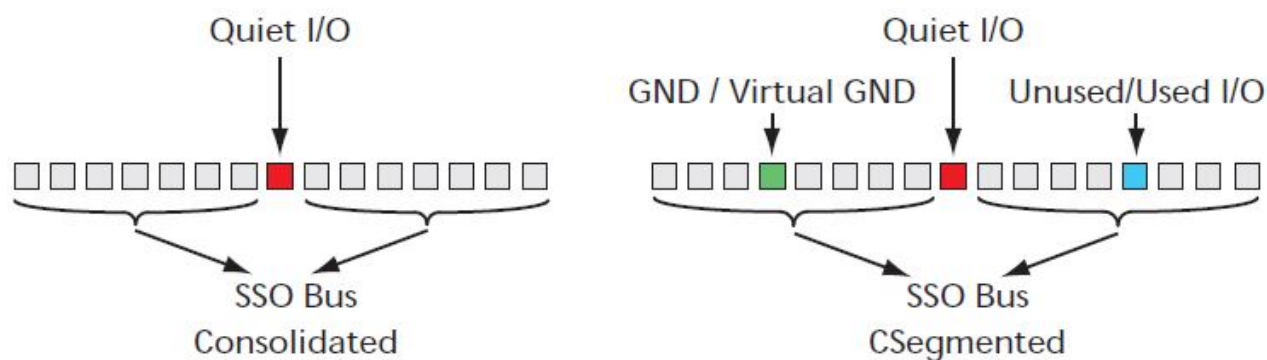 Quiet I/O
SSO Bus
Consolidated
Quiet I/O
GND / Virtual GND
Unused/Used I/O
SSO Bus
CSegmented